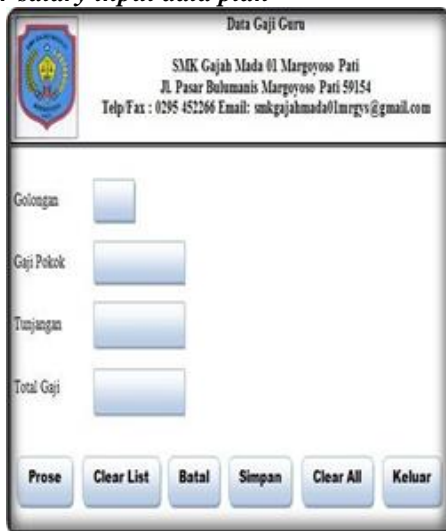 salary input data plan
Data Gaji Guru
SMK Gajah Mada 01 Margoyoso Pati
Jl. Pasar Bulumanis Margoyoso Pati 59154
Telp/Fax : 0295 452266 Email: smkgajahmada01mrgys@gmail.com
Golongan
Gaji Pokok
Tunjangan
Total Gaji
Prose Clear List Batal Simpan Clear All Keluar